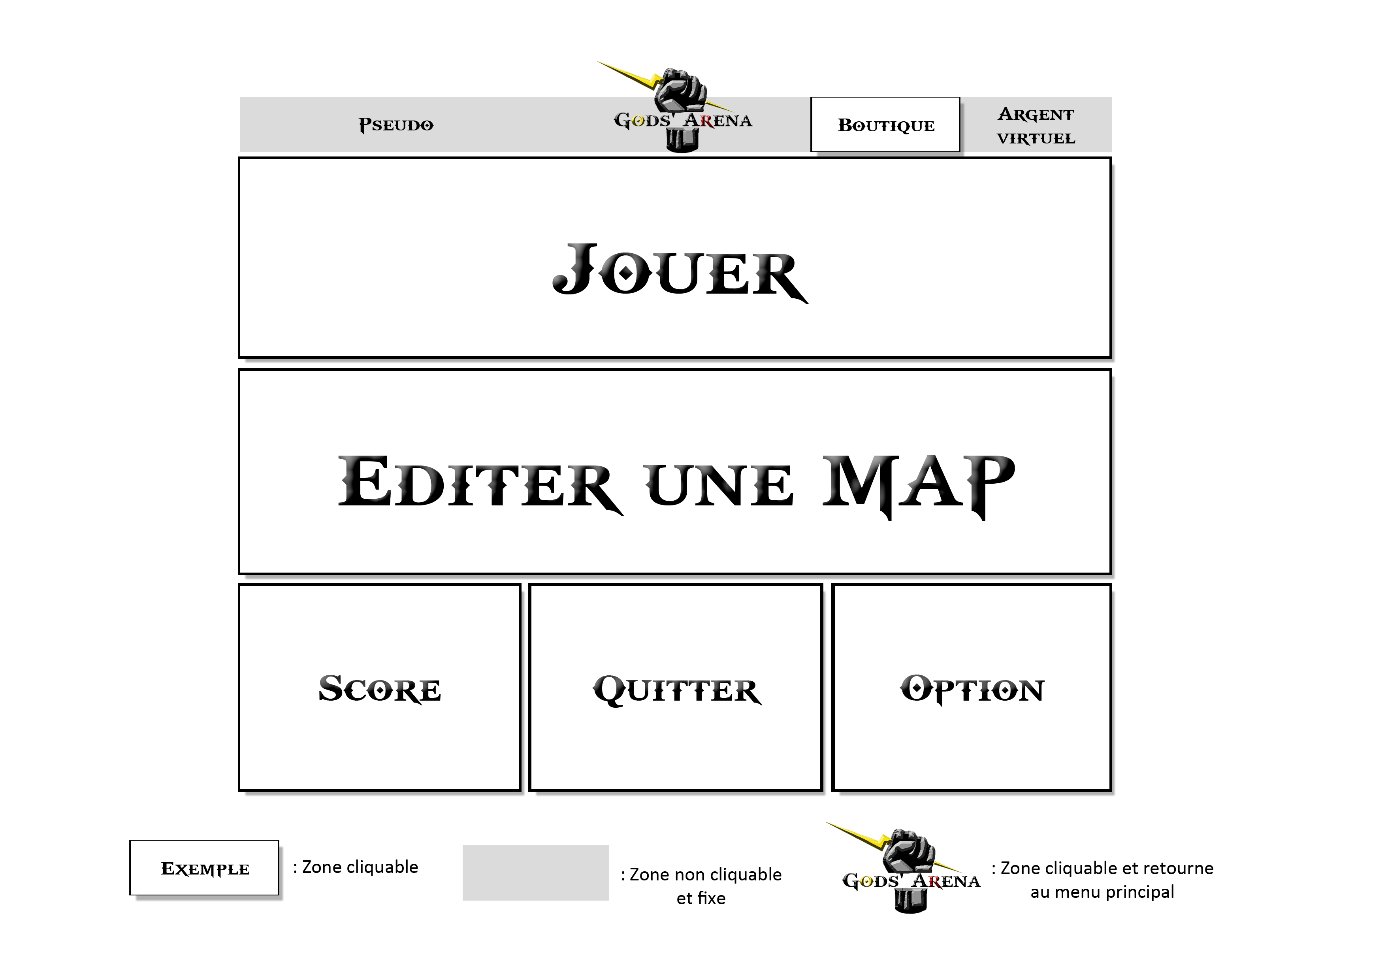 Pseudo
Gods' Arena
Boutique
Argent
virtuel
Jouer
Editer une map
Score
Quitter
Option
Exemple
: Zone cliquable
: Zone non cliquable
et fixe
Gods' Arena
: Zone cliquable et retourne
au menu principal